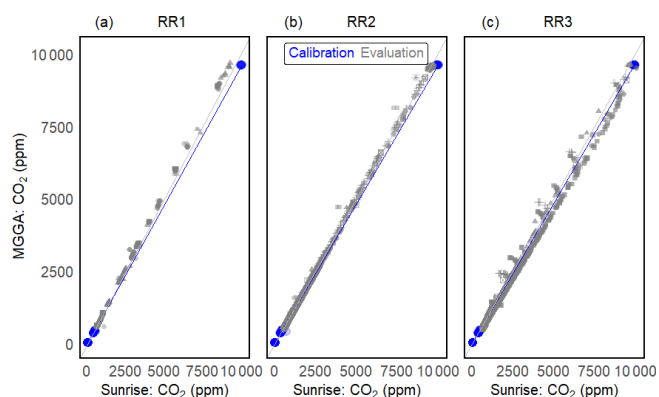 (a) RR1
(b) RR2
(c) RR3
Calibration Evaluation
10 000
7500
5000
2500
0
MGGA: CO₂ (ppm)
0 2500 5000 7500 10 000
0 2500 5000 7500 10 000
0 2500 5000 7500 10 000
Sunrise: CO₂ (ppm)
Sunrise: CO₂ (ppm)
Sunrise: CO₂ (ppm)